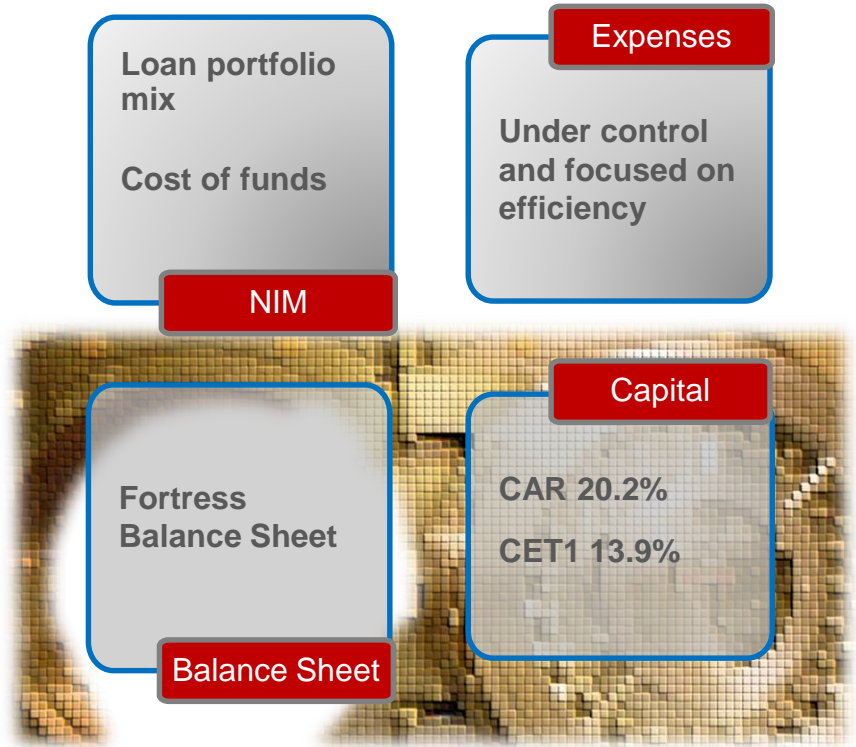 Loan portfolio
mix
Cost of funds
NIM
Expenses
Under control
and focused on
efficiency
Fortress
Balance Sheet
Balance Sheet
Capital
CAR 20.2%
CET1 13.9%